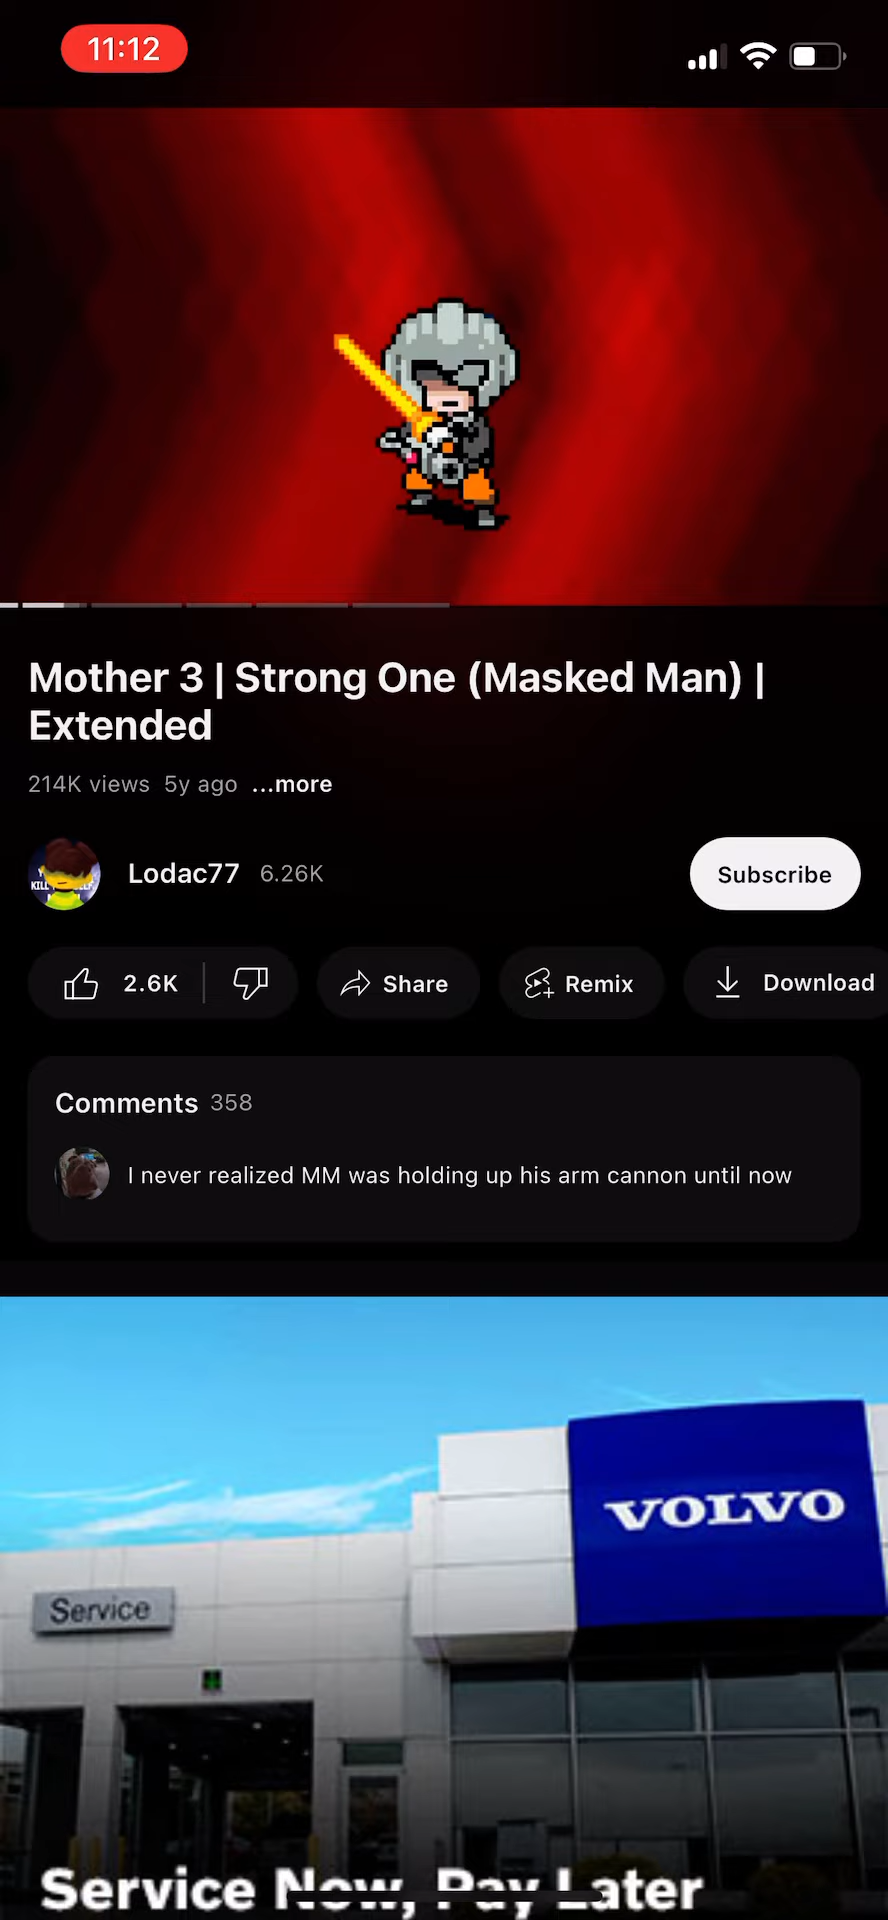 11:12
Mother 3 | Strong One (Masked Man) |
Extended
214K views 5y ago ...more
Lodac77 6.26K
Subscribe
2.6K
Share
Remix
Download
Comments 358
I never realized MM was holding up his arm cannon until now
VOLVO
Service
Service Now, Pay Later